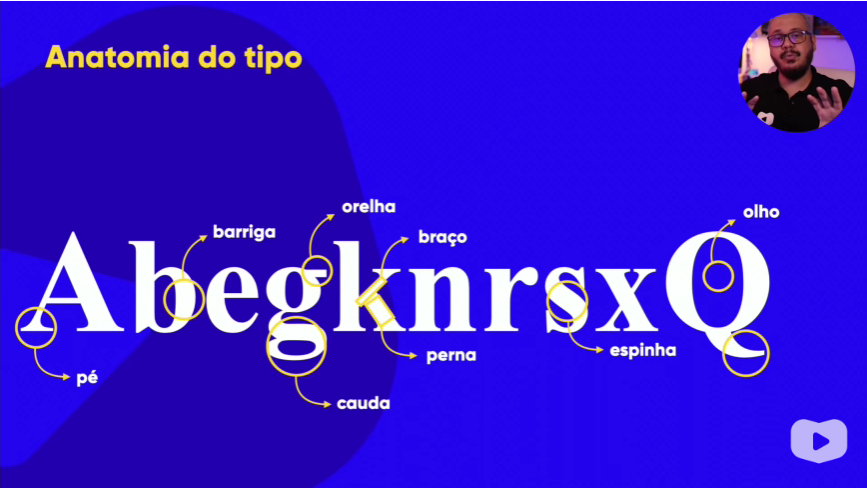 Anatomia do tipo
orelha
olho
barriga
braço
AbegknrsxQ
perna
espinha
pé
cauda